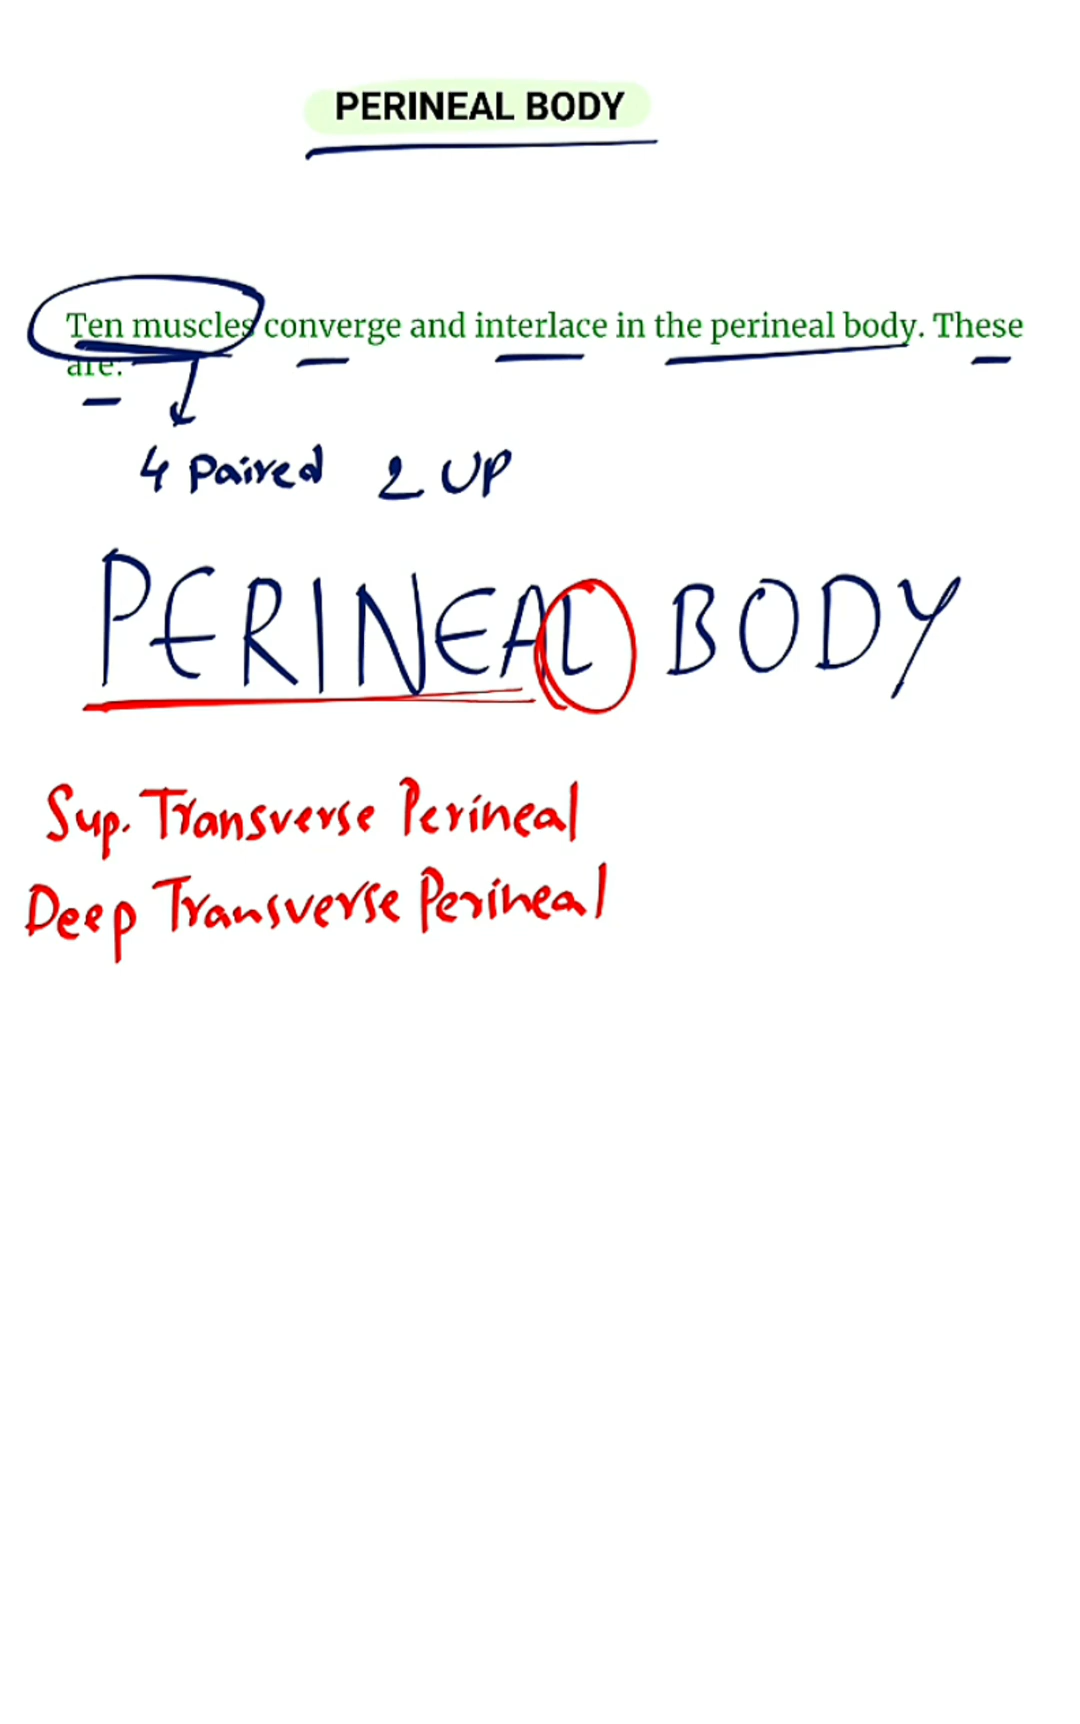 PERINEAL BODY
Ten muscles converge and interlace in the perineal body. These
are:
4 Paired 2 UP
PERINEAL BODY
Sup. Transverse Perineal
Deep Transverse Perineal